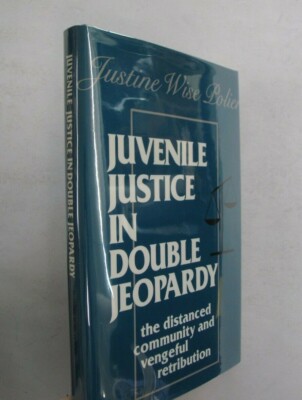 Justine Wise Polier
JUVENILE
JUSTICE
IN
DOUBLE
JEOPARDY
the distanced
community and
vengeful
retribution
JUVENILE JUSTICE IN DOUBLE JEOPARDY